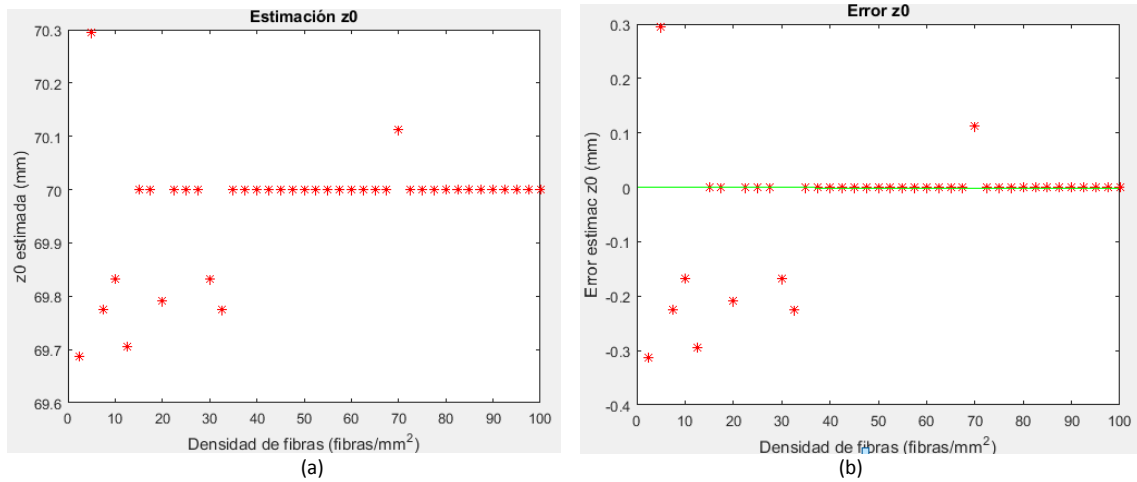 Estimación z0
70.3
70.2
70.1
70
69.9
69.8
69.7
69.6
z0 estimada (mm)
0 10 20 30 40 50 60 70 80 90 100
Densidad de fibras (fibras/mm²)
(a)
Error z0
0.3
0.2
0.1
0
-0.1
-0.2
-0.3
-0.4
Error estimac z0 (mm)
0 10 20 30 40 50 60 70 80 90 100
Densidad de fibras (fibras/mm²)
(b)